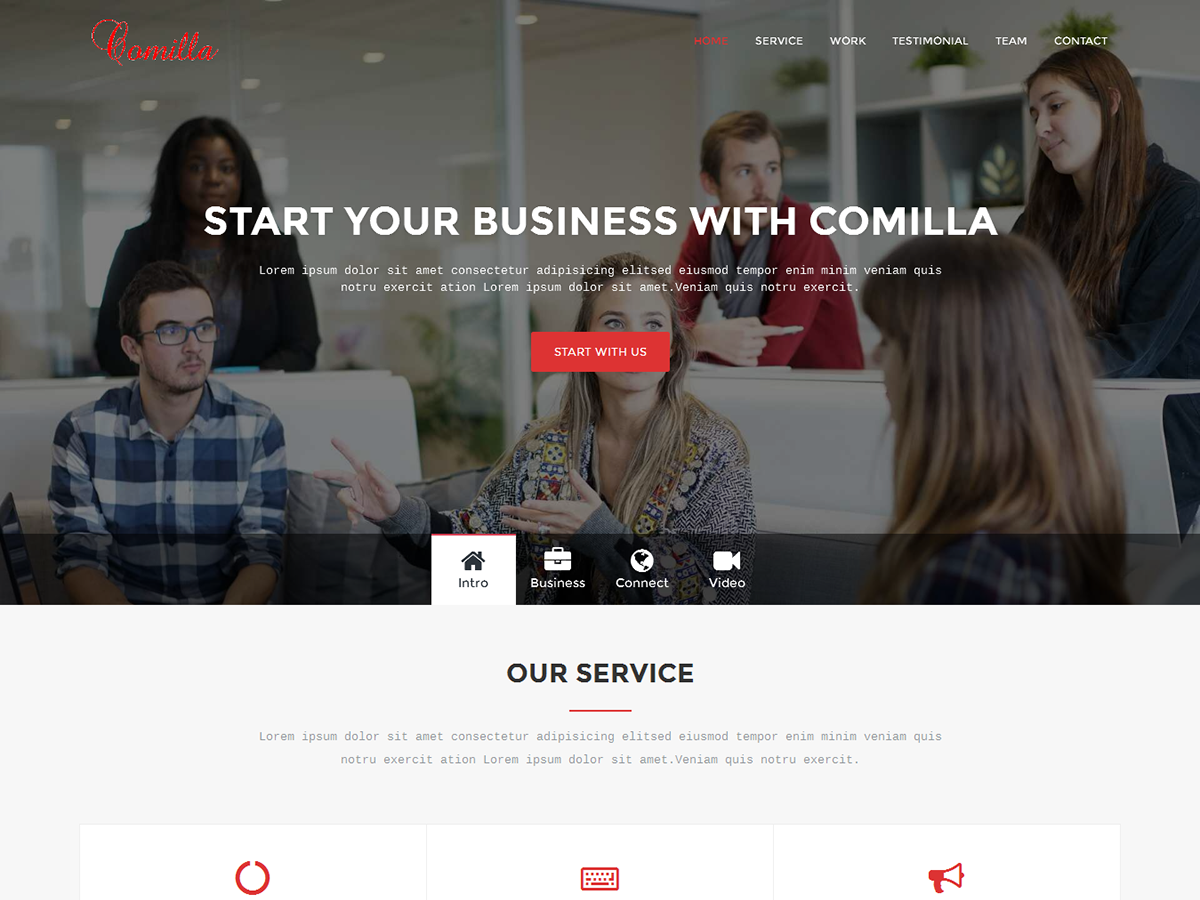 Comilla
HOME SERVICE WORK TESTIMONIAL TEAM CONTACT
START YOUR BUSINESS WITH COMILLA
Lorem ipsum dolor sit amet consectetur adipisicing elitsed eiusmod tempor enim minim veniam quis
notru exercit ation Lorem ipsum dolor sit amet.Veniam quis notru exercit.
START WITH US
Intro Business Connect Video
OUR SERVICE
Lorem ipsum dolor sit amet consectetur adipisicing elitsed eiusmod tempor enim minim veniam quis
notru exercit ation Lorem ipsum dolor sit amet.Veniam quis notru exercit.